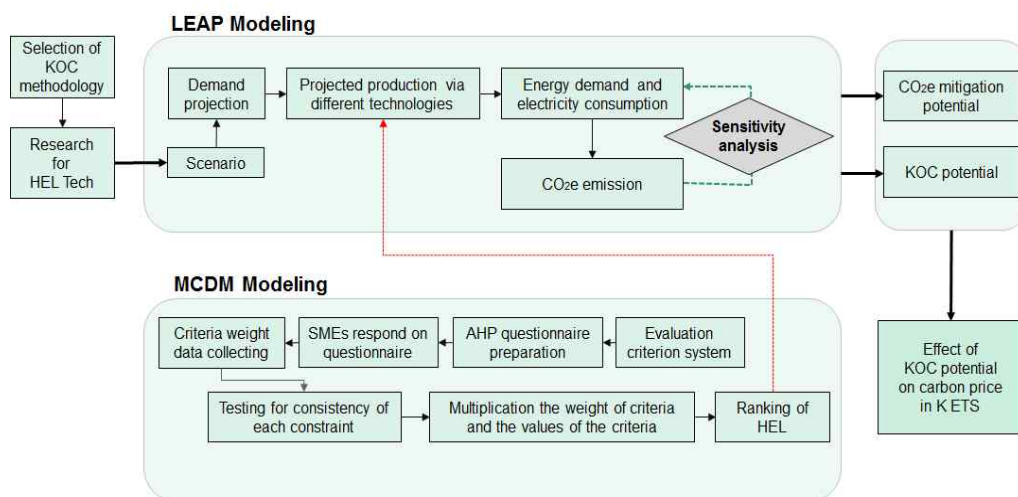 LEAP Modeling
Selection of
KOC
methodology
Research
for
HEL Tech
Demand
projection
Scenario
Projected production via
different technologies
Energy demand and
electricity consumption
CO2e emission
Sensitivity
analysis
CO2e mitigation
potential
KOC potential
MCDM Modeling
Criteria weight
data collecting
SMEs respond on
questionnaire
AHP questionnaire
preparation
Evaluation
criterion system
Testing for consistency of
each constraint
Multiplication the weight of criteria
and the values of the criteria
Ranking of
HEL
Effect of
KOC potential
on carbon price
in K ETS